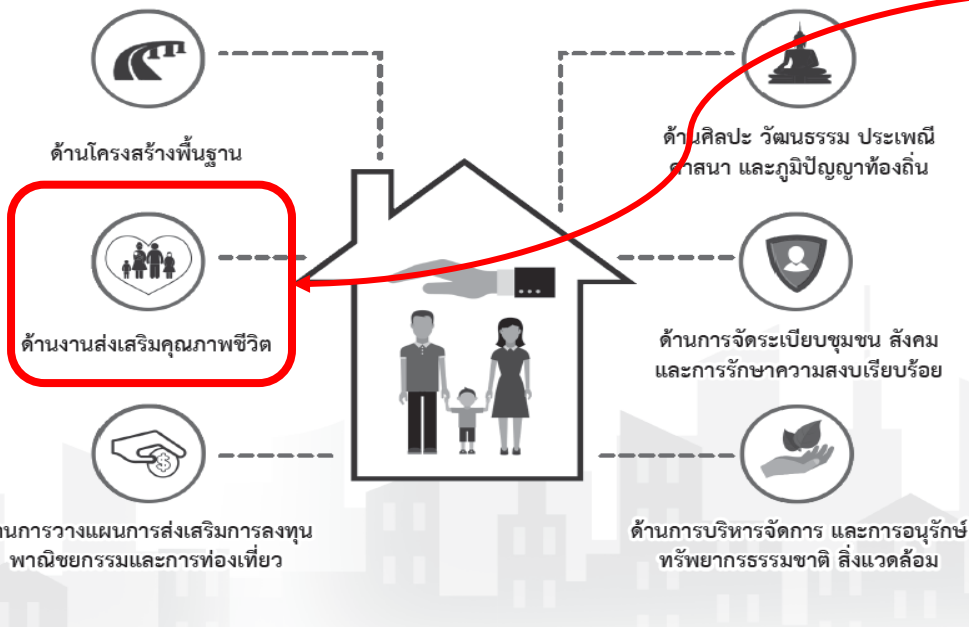 ด้านโครงสร้างพื้นฐาน
ด้านศิลปะ วัฒนธรรม ประเพณี
ศาสนา และภูมิปัญญาท้องถิ่น
ด้านงานส่งเสริมคุณภาพชีวิต
ด้านการจัดระเบียบชุมชน สังคม
และการรักษาความสงบเรียบร้อย
านการวางแผนการส่งเสริมการลงทุน
พาณิชยกรรมและการท่องเที่ยว
ด้านการบริหารจัดการ และการอนุรักษ์
ทรัพยากรธรรมชาติ สิ่งแวดล้อม